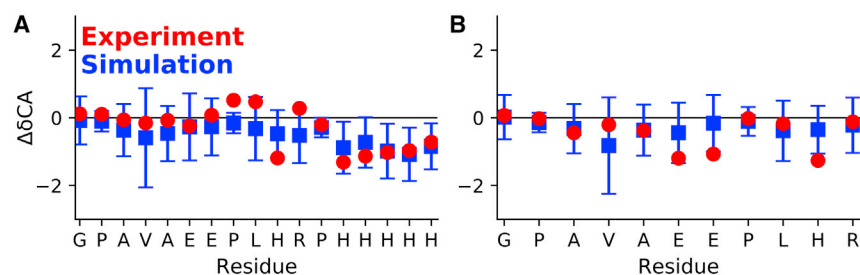 A
Experiment
Simulation
ΔδCA
2
0
−2
G P A V A E E P L H R P H H H H H
Residue
B
2
0
−2
G P A V A E E P L H R
Residue